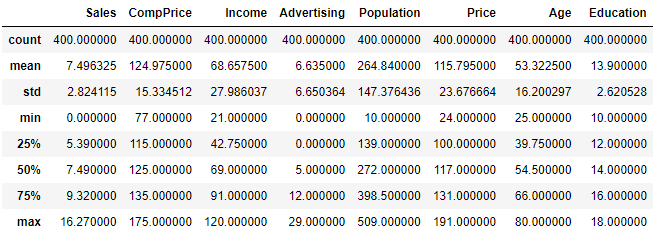 Sales CompPrice Income Advertising Population Price Age Education
count 400.000000 400.000000 400.000000 400.000000 400.000000 400.000000 400.000000 400.000000
mean 7.496325 124.975000 68.657500 6.635000 264.840000 115.795000 53.322500 13.900000
std 2.824115 15.334512 27.986037 6.650364 147.376436 23.676664 16.200297 2.620528
min 0.000000 77.000000 21.000000 0.000000 10.000000 24.000000 25.000000 10.000000
25% 5.390000 115.000000 42.750000 0.000000 139.000000 100.000000 39.750000 12.000000
50% 7.490000 125.000000 69.000000 5.000000 272.000000 117.000000 54.500000 14.000000
75% 9.320000 135.000000 91.000000 12.000000 398.500000 131.000000 66.000000 16.000000
max 16.270000 175.000000 120.000000 29.000000 509.000000 191.000000 80.000000 18.000000